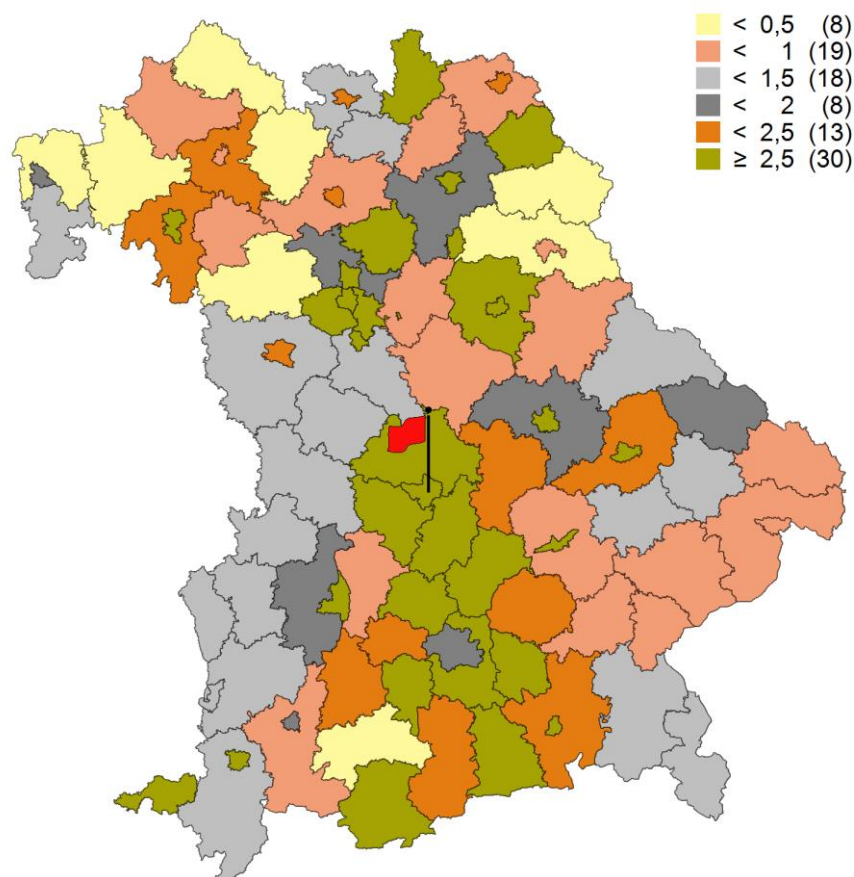 < 0,5 (8)
< 1 (19)
< 1,5 (18)
< 2 (8)
< 2,5 (13)
≥ 2,5 (30)